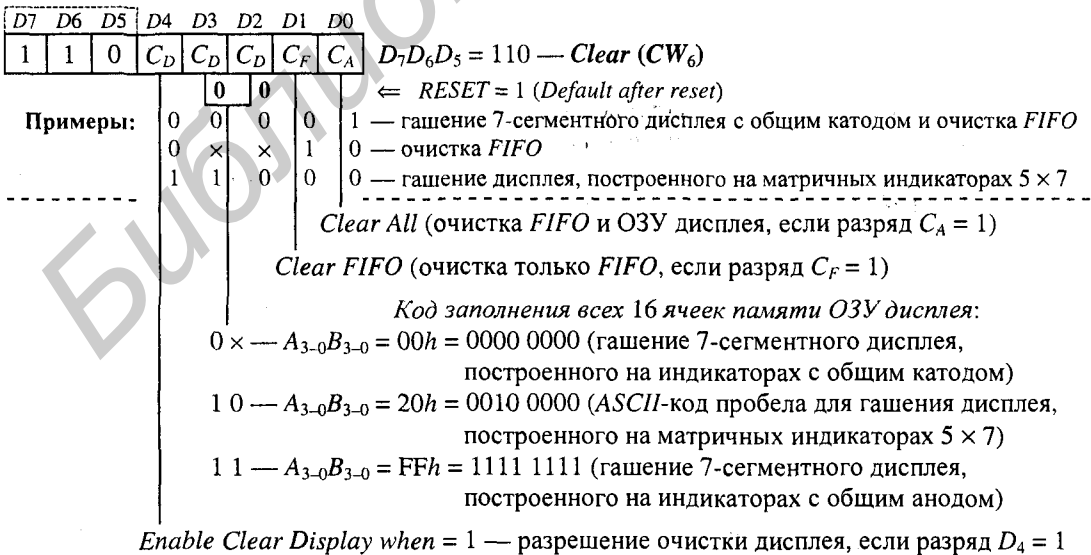 D7 D6 D5 D4 D3 D2 D1 D0
1 1 0 C_D C_D C_D C_F C_A D₇D₆D₅ = 110 — Clear (CW₆)
0 0 ⇐ RESET = 1 (Default after reset)
Примеры: 0 0 0 0 1 — гашение 7-сегментного дисплея с общим катодом и очистка FIFO
0 × × 1 0 — очистка FIFO
1 1 0 0 0 — гашение дисплея, построенного на матричных индикаторах 5 × 7
Clear All (очистка FIFO и ОЗУ дисплея, если разряд C_A = 1)
Clear FIFO (очистка только FIFO, если разряд C_F = 1)
Код заполнения всех 16 ячеек памяти ОЗУ дисплея:
0 × — A₃₋₀B₃₋₀ = 00h = 0000 0000 (гашение 7-сегментного дисплея,
построенного на индикаторах с общим катодом)
1 0 — A₃₋₀B₃₋₀ = 20h = 0010 0000 (ASCII-код пробела для гашения дисплея,
построенного на матричных индикаторах 5 × 7)
1 1 — A₃₋₀B₃₋₀ = FFh = 1111 1111 (гашение 7-сегментного дисплея,
построенного на индикаторах с общим анодом)
Enable Clear Display when = 1 — разрешение очистки дисплея, если разряд D₄ = 1
Библио